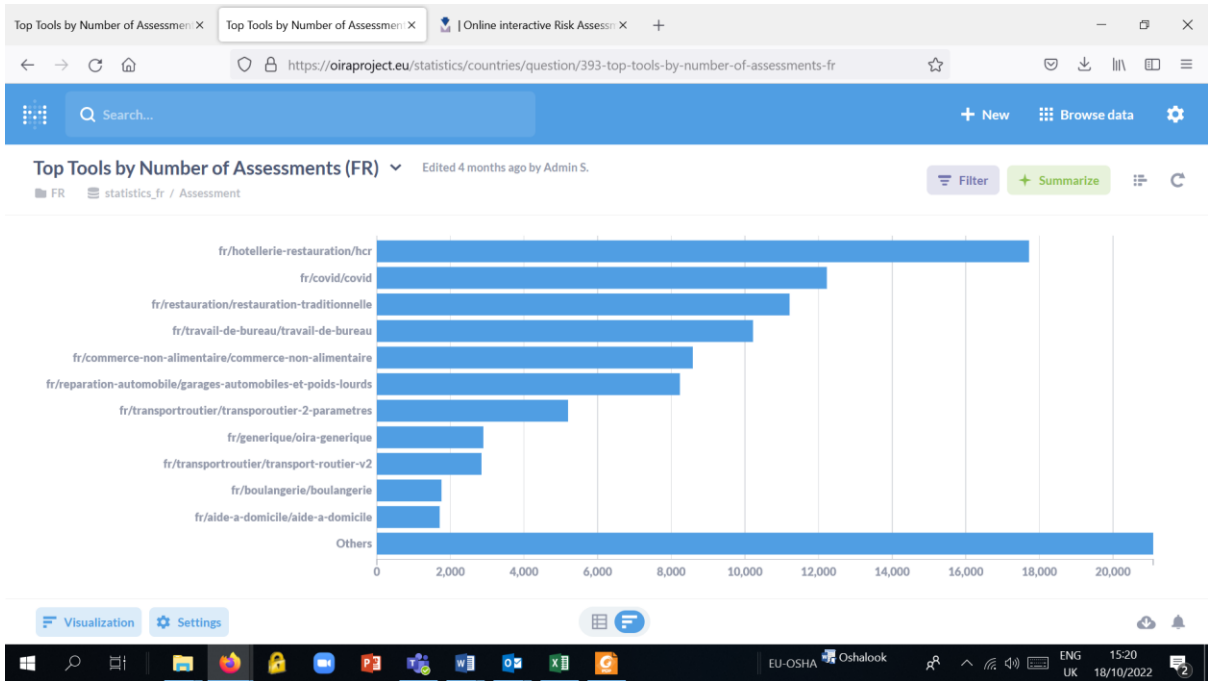 Top Tools by Number of Assessmen
Top Tools by Number of Assessmen
| Online interactive Risk Assessn
https://oiraproject.eu/statistics/countries/question/393-top-tools-by-number-of-assessments-fr
Search...
New
Browse data
Top Tools by Number of Assessments (FR)
Edited 4 months ago by Admin S.
FR
statistics_fr / Assessment
Filter
Summarize
fr/hotellerie-restauration/hcr
fr/covid/covid
fr/restauration/restauration-traditionnelle
fr/travail-de-bureau/travail-de-bureau
fr/commerce-non-alimentaire/commerce-non-alimentaire
fr/reparation-automobile/garages-automobiles-et-poids-lourds
fr/transportroutier/transporoutier-2-parametres
fr/generique/oira-generique
fr/transportroutier/transport-routier-v2
fr/boulangerie/boulangerie
fr/aide-a-domicile/aide-a-domicile
Others
0 2,000 4,000 6,000 8,000 10,000 12,000 14,000 16,000 18,000 20,000
Visualization
Settings
EU-OSHA
Oshalook
ENG
UK
15:20
18/10/2022
2